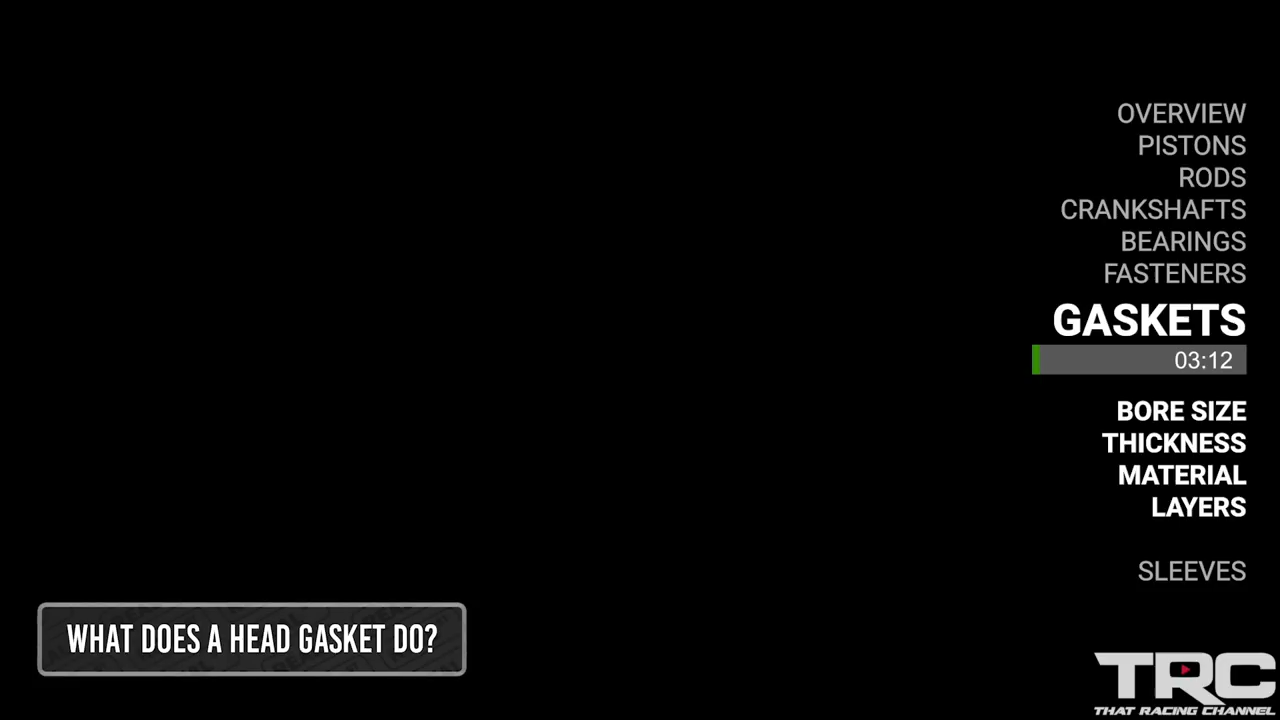 OVERVIEW
PISTONS
RODS
CRANKSHAFTS
BEARINGS
FASTENERS
GASKETS
03:12
BORE SIZE
THICKNESS
MATERIAL
LAYERS
SLEEVES
WHAT DOES A HEAD GASKET DO?
TRC
THAT RACING CHANNEL